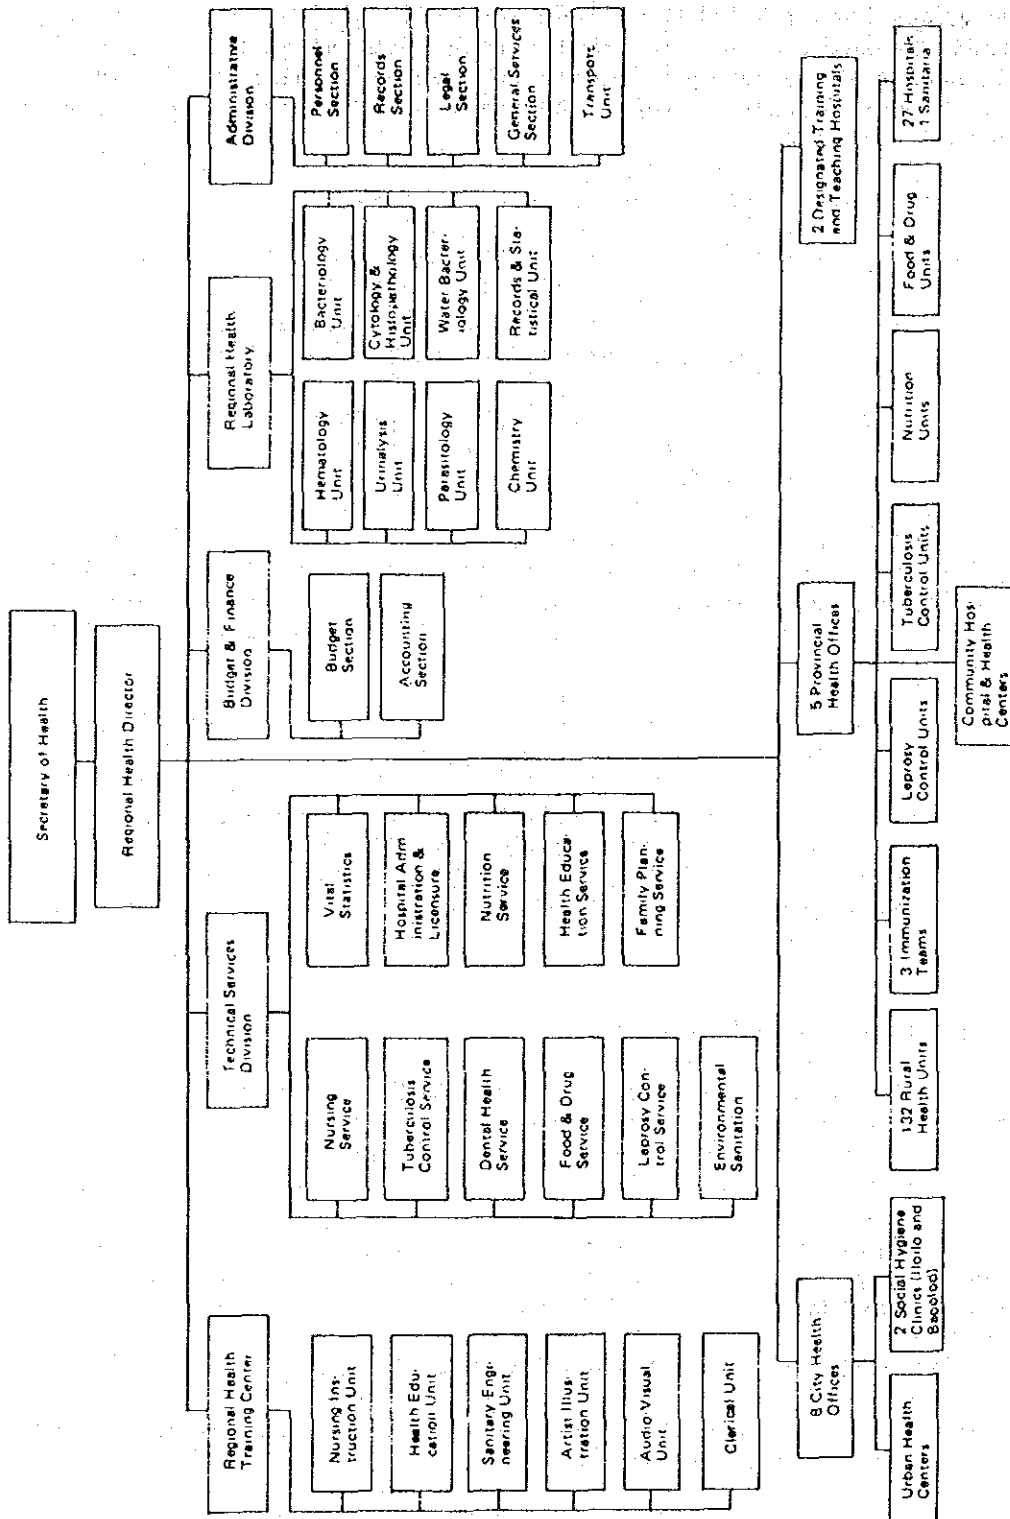 Secretary of Health
Regional Health Director
Regional Health
Training Center
Technical Services
Division
Budget & Finance
Division
Regional Health
Laboratory
Administrative
Division
Nursing Ins-
truction Unit
Health Edu-
cation Unit
Sanitary Engi-
neering Unit
Artist Illus-
tration Unit
Audio-Visual
Unit
Clerical Unit
Nursing
Service
Tuberculosis
Control Service
Dental Health
Service
Food & Drug
Service
Leprosy Con-
trol Service
Environmental
Sanitation
Vital
Statistics
Hospital Adm
inistration &
Licensure
Nutrition
Service
Health Educa-
tion Service
Family Plan-
ning Service
Budget
Section
Accounting
Section
Hematology
Unit
Urinalysis
Unit
Parasitology
Unit
Chemistry
Unit
Bacteriology
Unit
Cytology &
Histopathology
Unit
Water Bacter-
iology Unit
Records & Sta-
tistical Unit
Personnel
Section
Records
Section
Legal
Section
General Services
Section
Transport
Unit
8 City Health
Offices
5 Provincial
Health Offices
2 Designated Training
and Teaching Hospitals
Urban Health
Centers
2 Social Hygiene
Clinics (Iloilo and
Bacolod)
132 Rural
Health Units
3 Immunization
Teams
Leprosy
Control Units
Tuberculosis
Control Units
Nutrition
Units
Food & Drug
Units
27 Hospitals
1 Sanitaria
Community Hos
pital & Health
Centers